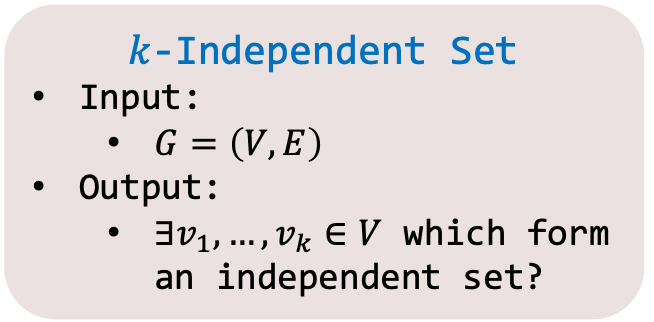 k-Independent Set
• Input:
• G = (V, E)
• Output:
• ∃v₁, …, vₖ ∈ V which form
an independent set?